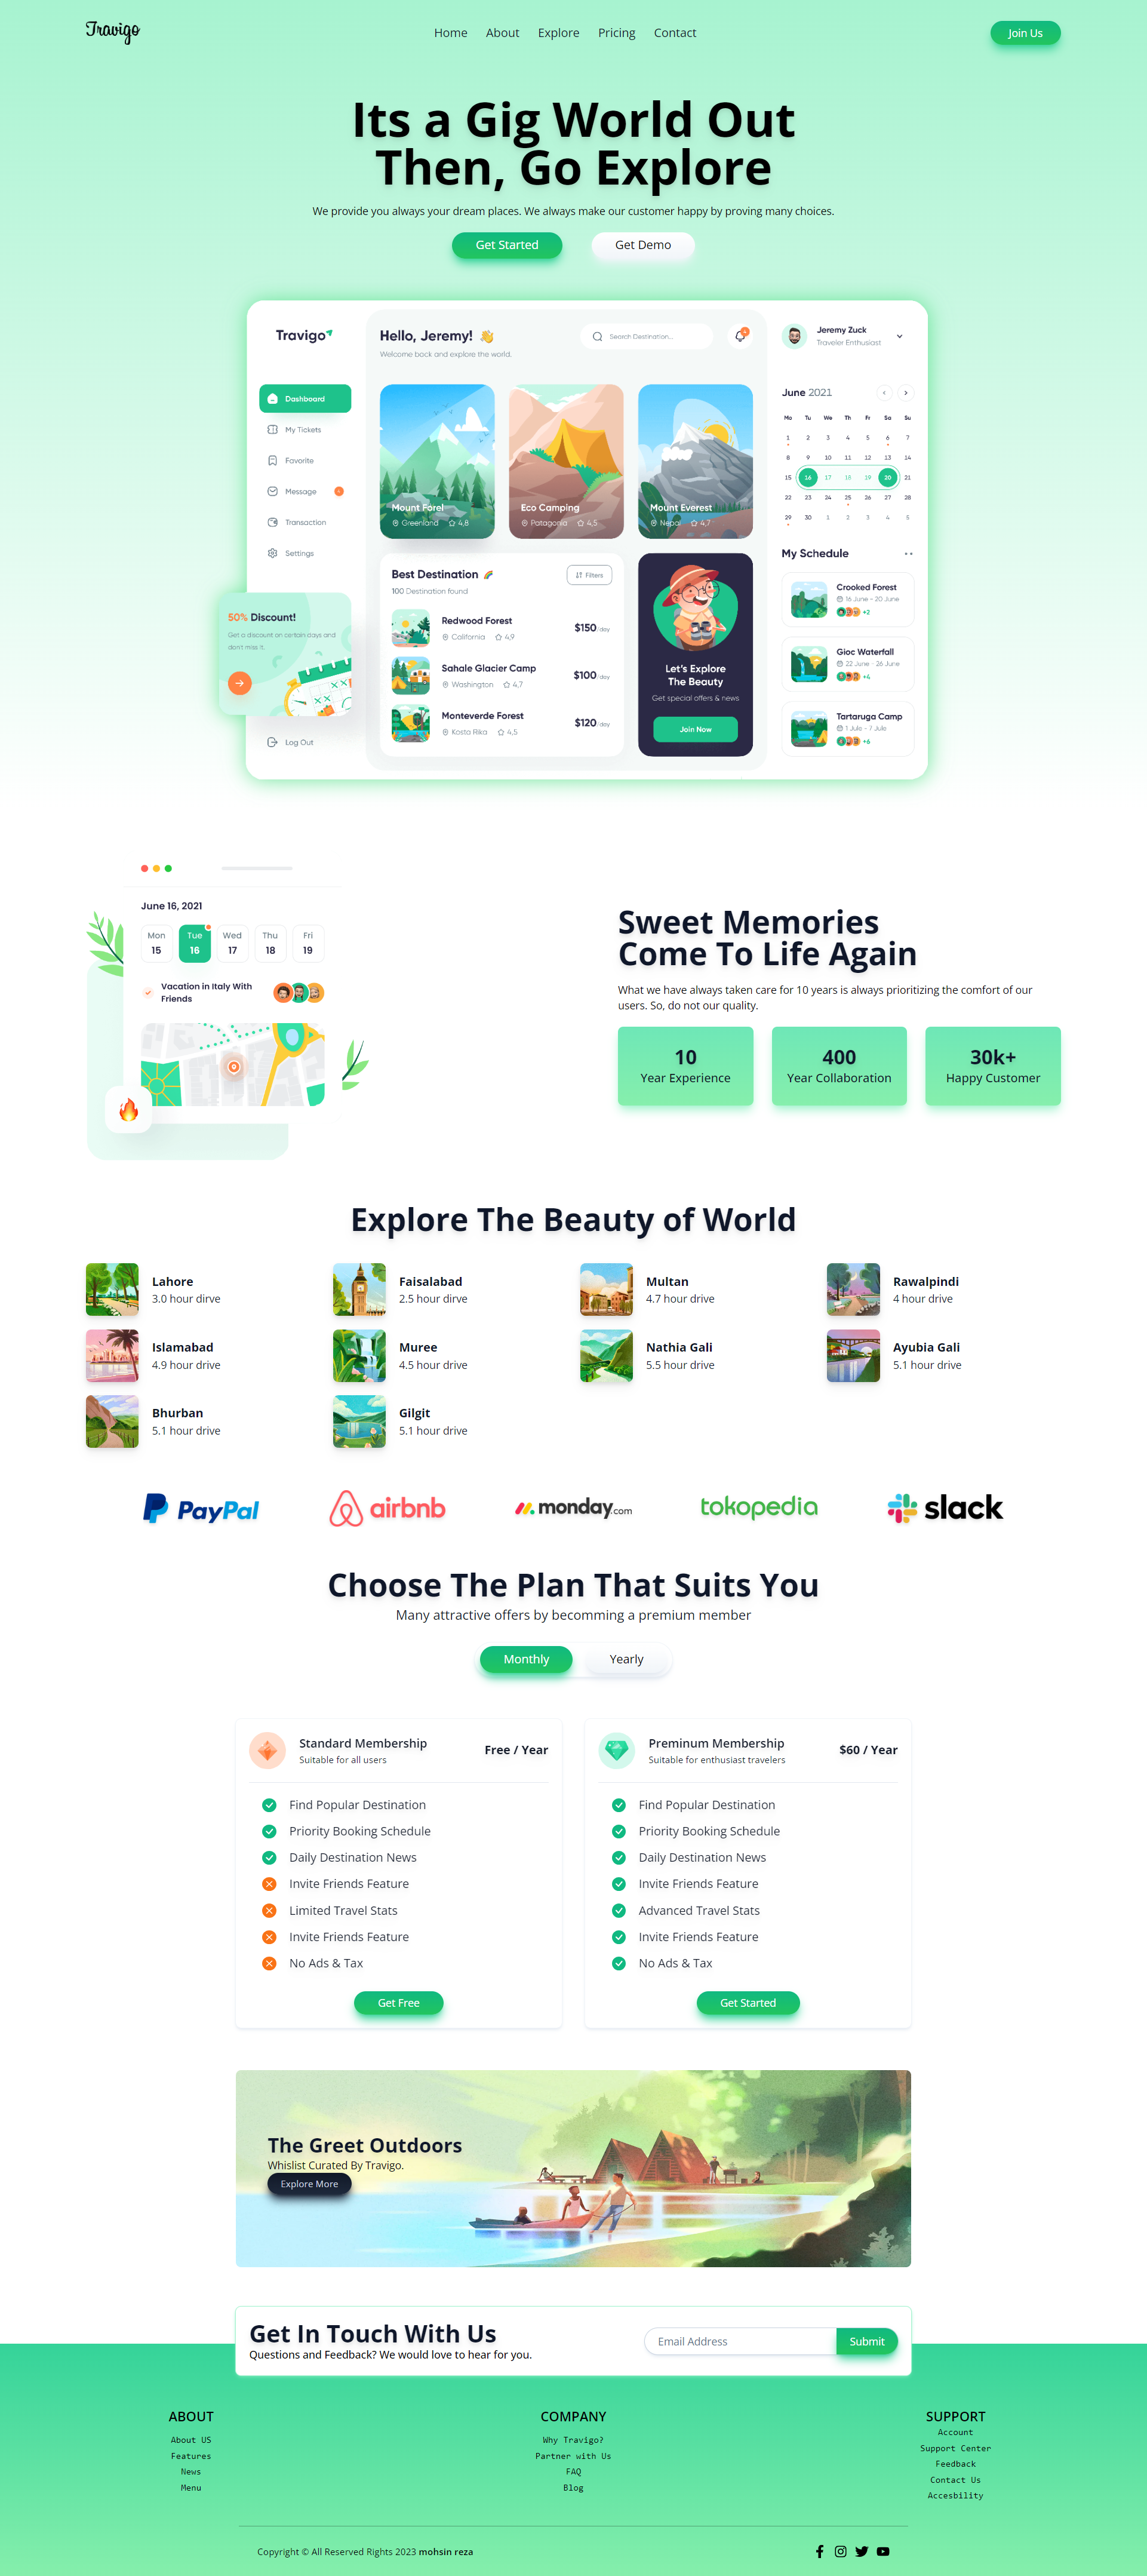 Travigo
Home About Explore Pricing Contact
Join Us
Its a Gig World Out
Then, Go Explore
We provide you always your dream places. We always make our customer happy by proving many choices.
Get Started Get Demo
Travigo
Dashboard
My Tickets
Favorite
Message
Transaction
Settings
50% Discount!
Get a discount on certain days and
don't miss it.
Log Out
Hello, Jeremy!
Welcome back and explore the world.
Search Destination...
Mount Forel
Greenland 4,8
Eco Camping
Patagonia 4,5
Mount Everest
Nepal 4,7
Best Destination
100 Destination found
Filters
Redwood Forest
California 4,9
$150/day
Sahale Glacier Camp
Washington 4,7
$100/day
Monteverde Forest
Kosta Rika 4,5
$120/day
Let's Explore
The Beauty
Get special offers & news
Join Now
Jeremy Zuck
Traveler Enthusiast
June 2021
Mo Tu We Th Fr Sa Su
1 2 3 4 5 6 7
8 9 10 11 12 13 14
15 16 17 18 19 20 21
22 23 24 25 26 27 28
29 30 1 2 3 4 5
My Schedule
Crooked Forest
16 June - 20 June
+2
Gioc Waterfall
22 June - 26 June
+4
Tartaruga Camp
1 Jule - 7 Jule
+6
June 16, 2021
Mon Tue Wed Thu Fri
15 16 17 18 19
Vacation in Italy With
Friends
Sweet Memories
Come To Life Again
What we have always taken care for 10 years is always prioritizing the comfort of our
users. So, do not our quality.
10
Year Experience
400
Year Collaboration
30k+
Happy Customer
Explore The Beauty of World
Lahore
3.0 hour dirve
Faisalabad
2.5 hour dirve
Multan
4.7 hour drive
Rawalpindi
4 hour drive
Islamabad
4.9 hour drive
Muree
4.5 hour drive
Nathia Gali
5.5 hour drive
Ayubia Gali
5.1 hour drive
Bhurban
5.1 hour drive
Gilgit
5.1 hour drive
PayPal
airbnb
monday.com
tokopedia
slack
Choose The Plan That Suits You
Many attractive offers by becomming a premium member
Monthly Yearly
Standard Membership
Suitable for all users
Free / Year
Find Popular Destination
Priority Booking Schedule
Daily Destination News
Invite Friends Feature
Limited Travel Stats
Invite Friends Feature
No Ads & Tax
Get Free
Preminum Membership
Suitable for enthusiast travelers
$60 / Year
Find Popular Destination
Priority Booking Schedule
Daily Destination News
Invite Friends Feature
Advanced Travel Stats
Invite Friends Feature
No Ads & Tax
Get Started
The Greet Outdoors
Whislist Curated By Travigo.
Explore More
Get In Touch With Us
Questions and Feedback? We would love to hear for you.
Email Address
Submit
ABOUT
About US
Features
News
Menu
COMPANY
Why Travigo?
Partner with Us
FAQ
Blog
SUPPORT
Account
Support Center
Feedback
Contact Us
Accesbility
Copyright © All Reserved Rights 2023 mohsin reza